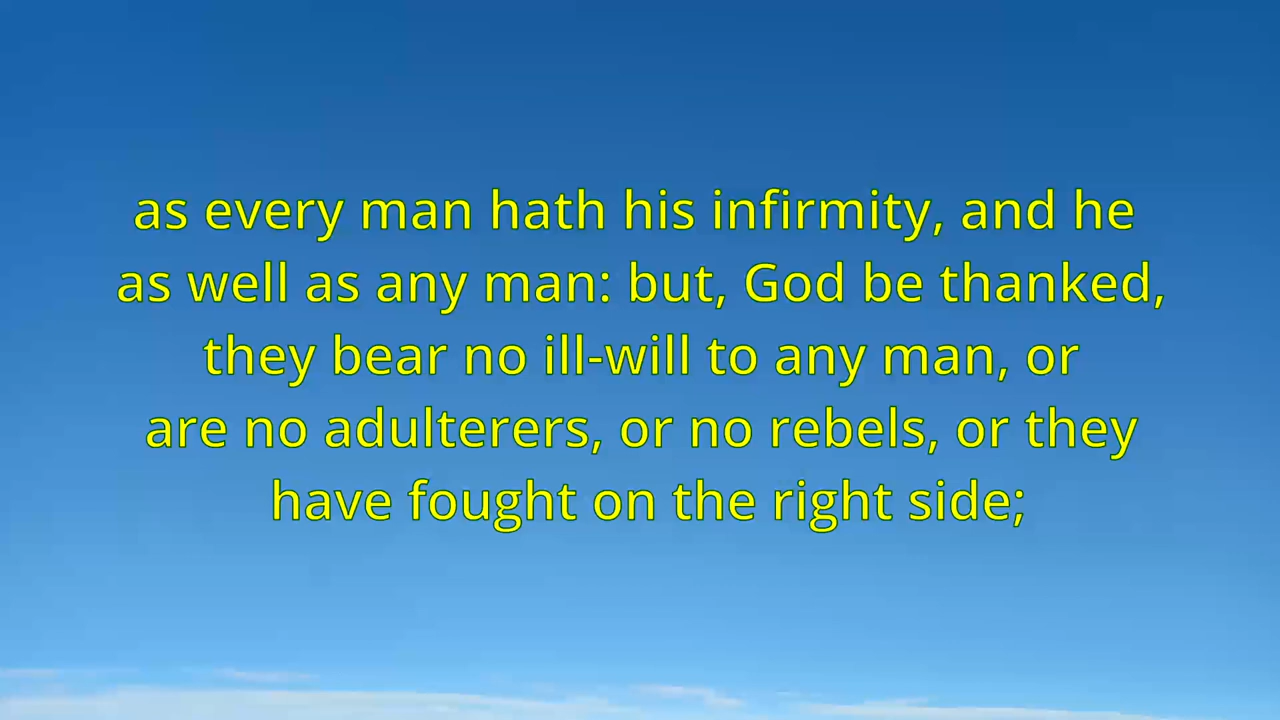 as every man hath his infirmity, and he
as well as any man: but, God be thanked,
they bear no ill-will to any man, or
are no adulterers, or no rebels, or they
have fought on the right side;